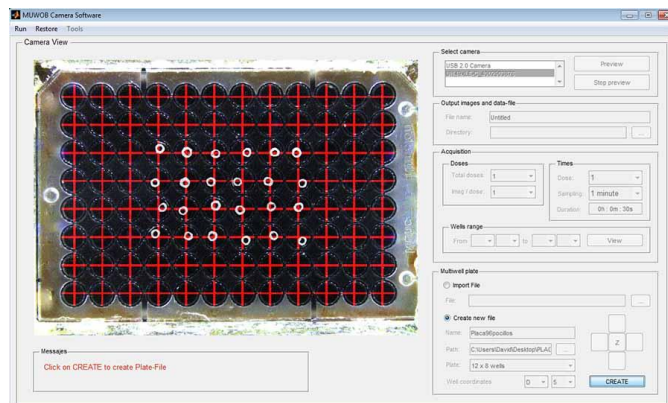 MUWOB Camera Software
Run Restore Tools
Camera View
Select camera
USB 2.0 Camera
Preview
Stop preview
Output images and data-file
File name: Untitled
Directory: ...
Acquisition
Doses
Total doses: 1
Imag / dose: 1
Times
Dose: 1
Sampling: 1 minute
Duration: 0h : 0m : 30s
Wells range
From - - to - - View
Multiwell plate
Import File
File: ...
Create new file
Name: Placa96pocillos
Path: C:\Users\David\Desktop\PLAC ...
Plate: 12 x 8 wells
Well coordinates 0 5
Z
CREATE
Messages
Click on CREATE to create Plate-File